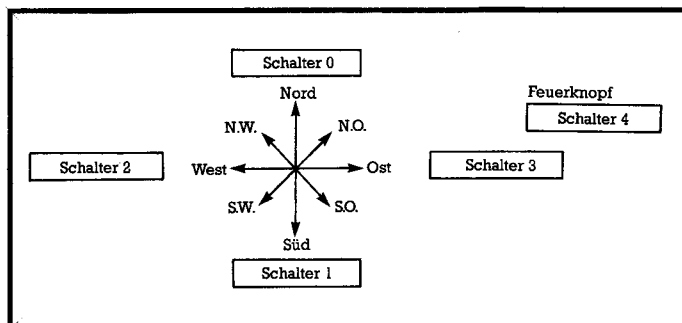 Schalter 0
Nord
Feuerknopf
Schalter 4
N.W.
N.O.
Schalter 2
West
Ost
Schalter 3
S.W.
S.O.
Süd
Schalter 1